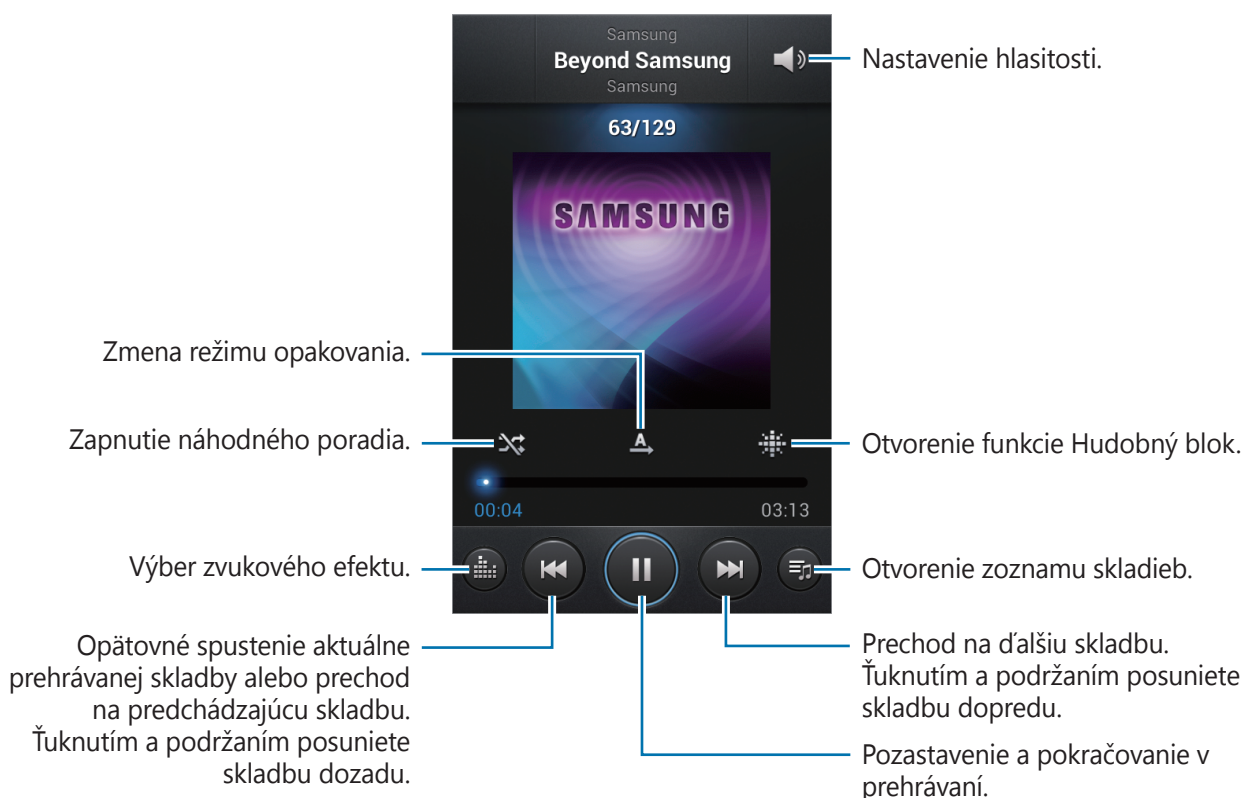 Samsung
Beyond Samsung
Samsung
Nastavenie hlasitosti.
63/129
SAMSUNG
Zmena režimu opakovania.
Zapnutie náhodného poradia.
A
Otvorenie funkcie Hudobný blok.
00:04
03:13
Výber zvukového efektu.
Otvorenie zoznamu skladieb.
Opätovné spustenie aktuálne
prehrávanej skladby alebo prechod
na predchádzajúcu skladbu.
Ťuknutím a podržaním posuniete
skladbu dozadu.
Prechod na ďalšiu skladbu.
Ťuknutím a podržaním posuniete
skladbu dopredu.
Pozastavenie a pokračovanie v
prehrávaní.